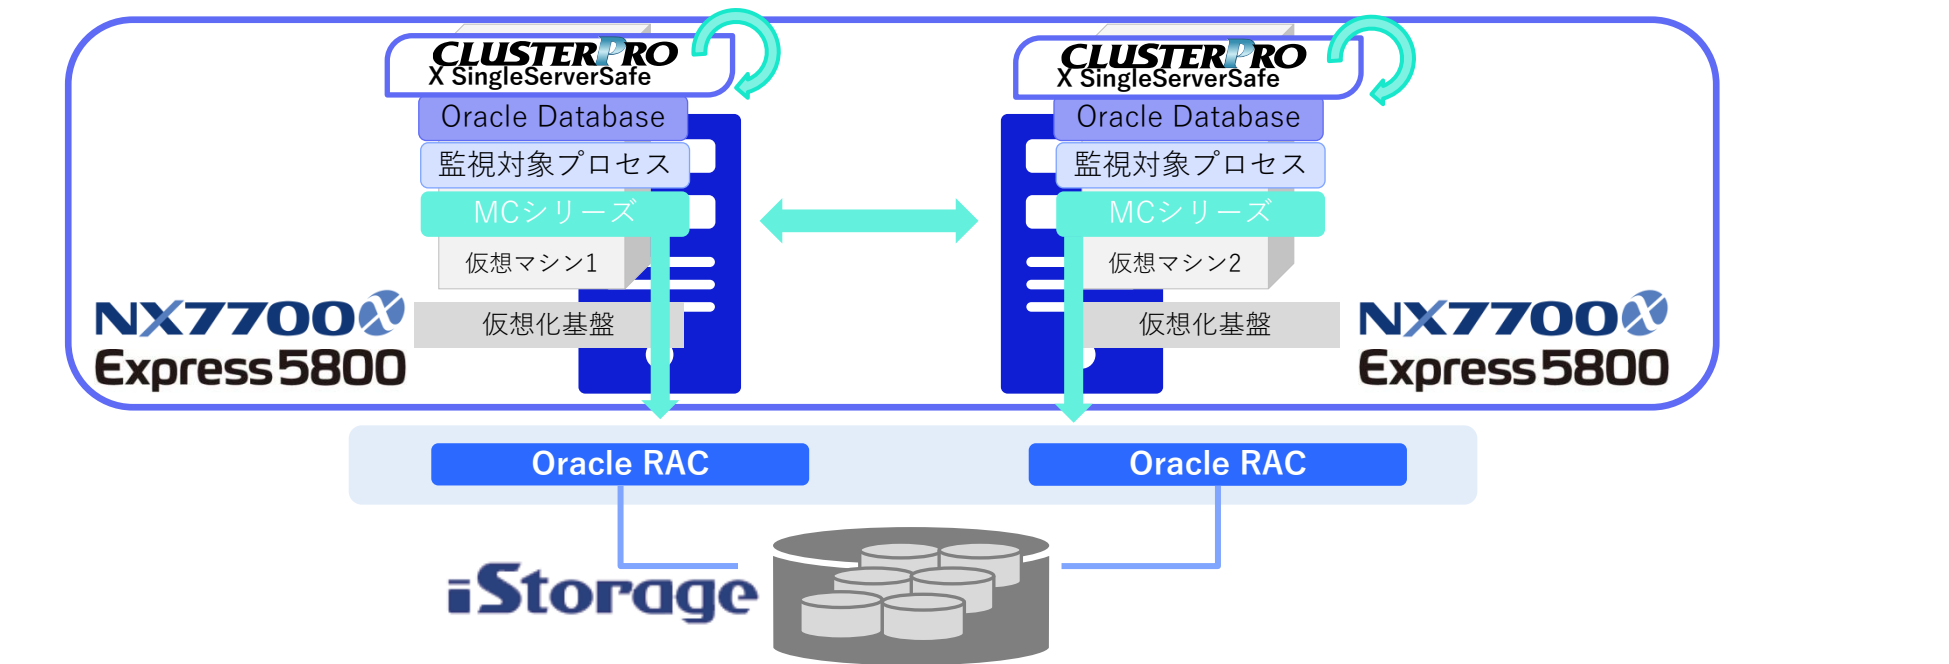 CLUSTERPRO
X SingleServerSafe
Oracle Database
監視対象プロセス
MCシリーズ
仮想マシン1
仮想化基盤
NX7700X
Express5800
CLUSTERPRO
X SingleServerSafe
Oracle Database
監視対象プロセス
MCシリーズ
仮想マシン2
仮想化基盤
NX7700X
Express5800
Oracle RAC
Oracle RAC
iStorage